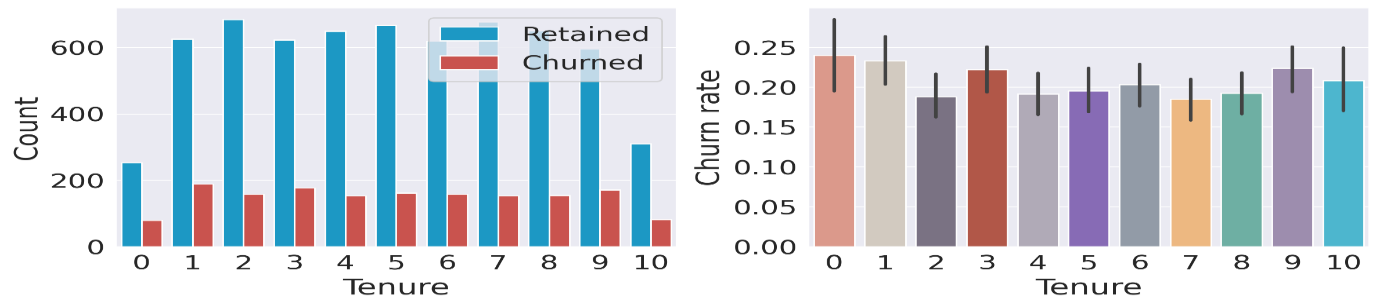 600
400
200
0
Count
Retained
Churned
0 1 2 3 4 5 6 7 8 9 10
Tenure
0.25
0.20
0.15
0.10
0.05
0.00
Churn rate
0 1 2 3 4 5 6 7 8 9 10
Tenure